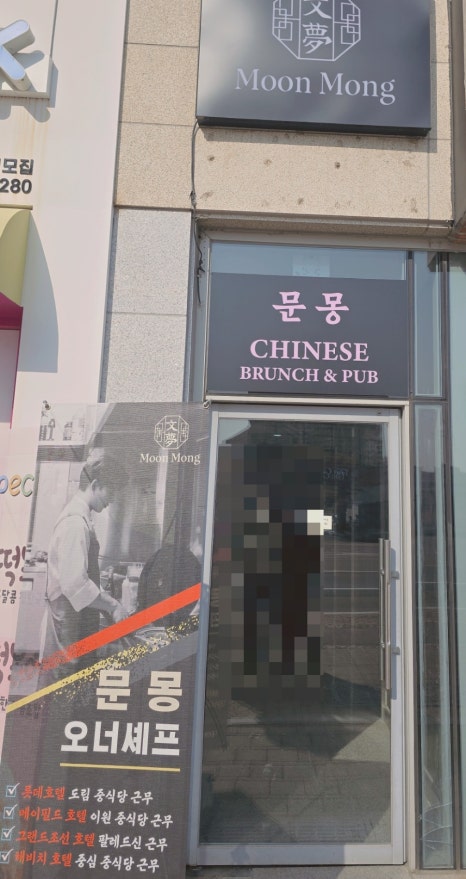 文
夢
Moon Mong
모집
280
문몽
CHINESE
BRUNCH & PUB
文
夢
Moon Mong
문몽
오너셰프
롯데호텔 도림 중식당 근무
메이필드 호텔 이원 중식당 근무
그랜드조선 호텔 팔레드신 근무
해비치 호텔 중심 중식당 근무